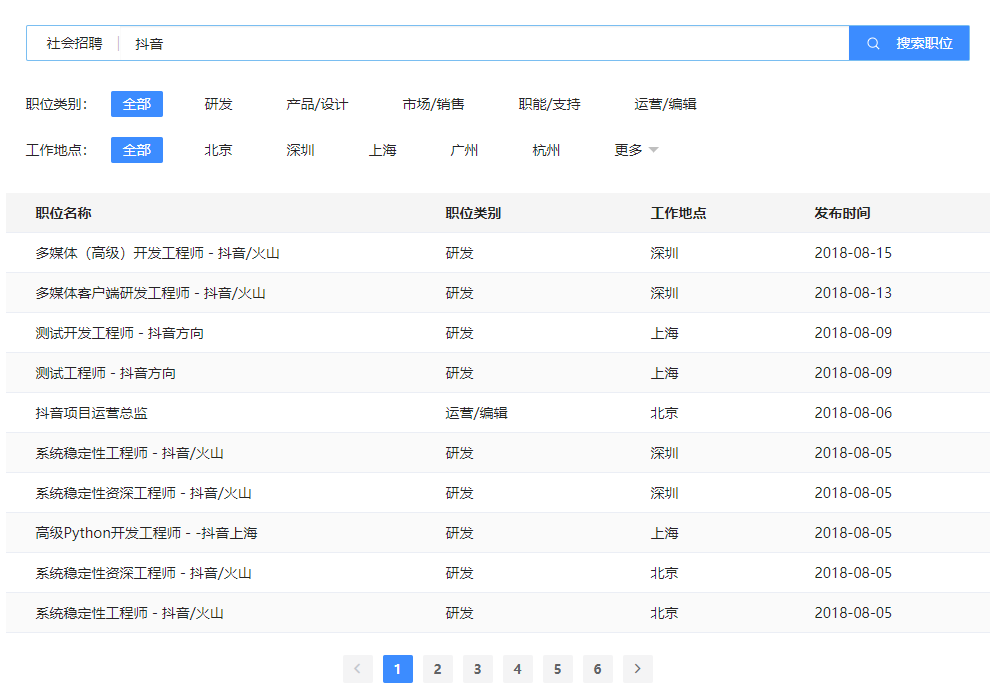 社会招聘 抖音 搜索职位
职位类别： 全部 研发 产品/设计 市场/销售 职能/支持 运营/编辑
工作地点： 全部 北京 深圳 上海 广州 杭州 更多
职位名称 职位类别 工作地点 发布时间
多媒体（高级）开发工程师 - 抖音/火山 研发 深圳 2018-08-15
多媒体客户端研发工程师 - 抖音/火山 研发 深圳 2018-08-13
测试开发工程师 - 抖音方向 研发 上海 2018-08-09
测试工程师 - 抖音方向 研发 上海 2018-08-09
抖音项目运营总监 运营/编辑 北京 2018-08-06
系统稳定性工程师 - 抖音/火山 研发 深圳 2018-08-05
系统稳定性资深工程师 - 抖音/火山 研发 深圳 2018-08-05
高级Python开发工程师 - -抖音上海 研发 上海 2018-08-05
系统稳定性资深工程师 - 抖音/火山 研发 北京 2018-08-05
系统稳定性工程师 - 抖音/火山 研发 北京 2018-08-05
< 1 2 3 4 5 6 >